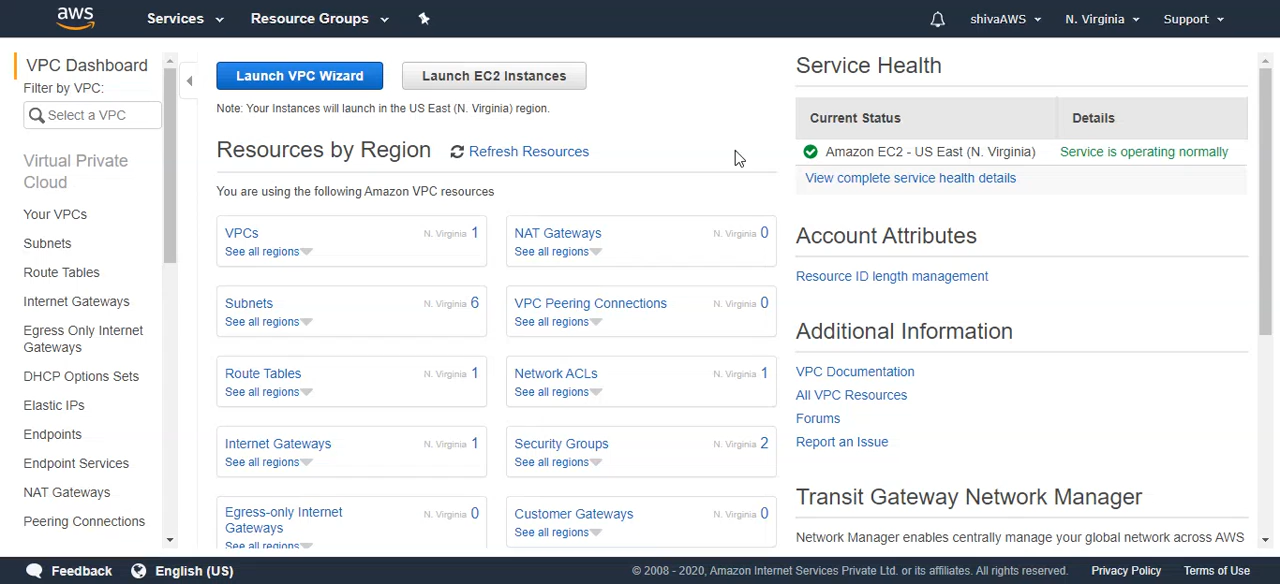 aws Services Resource Groups shivaAWS N. Virginia Support
VPC Dashboard
Filter by VPC:
Select a VPC
Virtual Private
Cloud
Your VPCs
Subnets
Route Tables
Internet Gateways
Egress Only Internet
Gateways
DHCP Options Sets
Elastic IPs
Endpoints
Endpoint Services
NAT Gateways
Peering Connections
Launch VPC Wizard Launch EC2 Instances
Note: Your Instances will launch in the US East (N. Virginia) region.
Resources by Region Refresh Resources
You are using the following Amazon VPC resources
VPCs N. Virginia 1
See all regions
NAT Gateways N. Virginia 0
See all regions
Subnets N. Virginia 6
See all regions
VPC Peering Connections N. Virginia 0
See all regions
Route Tables N. Virginia 1
See all regions
Network ACLs N. Virginia 1
See all regions
Internet Gateways N. Virginia 1
See all regions
Security Groups N. Virginia 2
See all regions
Egress-only Internet N. Virginia 0
Gateways
See all regions
Customer Gateways N. Virginia 0
See all regions
Service Health
Current Status Details
Amazon EC2 - US East (N. Virginia) Service is operating normally
View complete service health details
Account Attributes
Resource ID length management
Additional Information
VPC Documentation
All VPC Resources
Forums
Report an Issue
Transit Gateway Network Manager
Network Manager enables centrally manage your global network across AWS
Feedback English (US) © 2008 - 2020, Amazon Internet Services Private Ltd. or its affiliates. All rights reserved. Privacy Policy Terms of Use